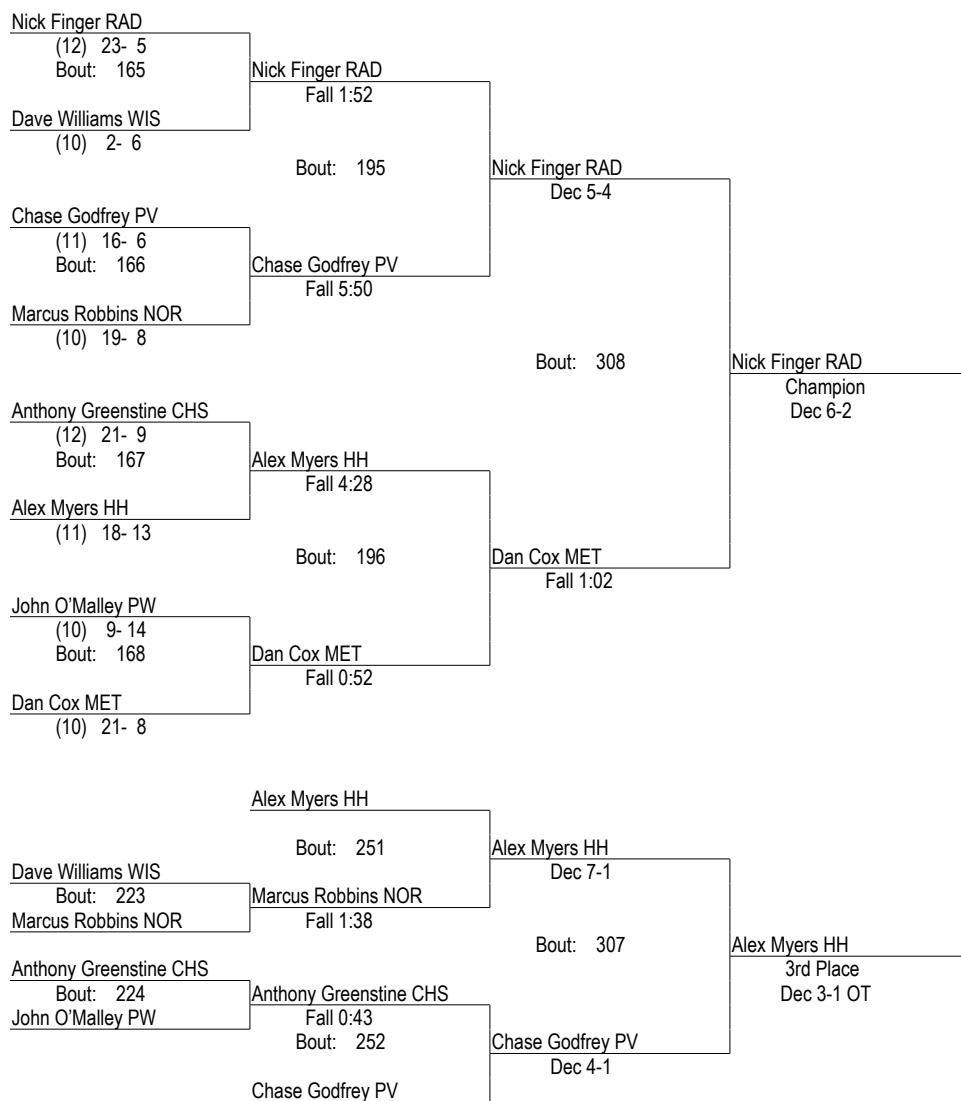 Nick Finger RAD
(12) 23- 5
Bout: 165
Nick Finger RAD
Fall 1:52
Dave Williams WIS
(10) 2- 6
Bout: 195
Nick Finger RAD
Dec 5-4
Chase Godfrey PV
(11) 16- 6
Bout: 166
Chase Godfrey PV
Fall 5:50
Marcus Robbins NOR
(10) 19- 8
Bout: 308
Nick Finger RAD
Champion
Dec 6-2
Anthony Greenstine CHS
(12) 21- 9
Bout: 167
Alex Myers HH
Fall 4:28
Alex Myers HH
(11) 18- 13
Bout: 196
Dan Cox MET
Fall 1:02
John O'Malley PW
(10) 9- 14
Bout: 168
Dan Cox MET
Fall 0:52
Dan Cox MET
(10) 21- 8
Alex Myers HH
Bout: 251
Alex Myers HH
Dec 7-1
Dave Williams WIS
Bout: 223
Marcus Robbins NOR
Marcus Robbins NOR
Fall 1:38
Bout: 307
Alex Myers HH
3rd Place
Dec 3-1 OT
Anthony Greenstine CHS
Bout: 224
John O'Malley PW
Anthony Greenstine CHS
Fall 0:43
Bout: 252
Chase Godfrey PV
Dec 4-1
Chase Godfrey PV